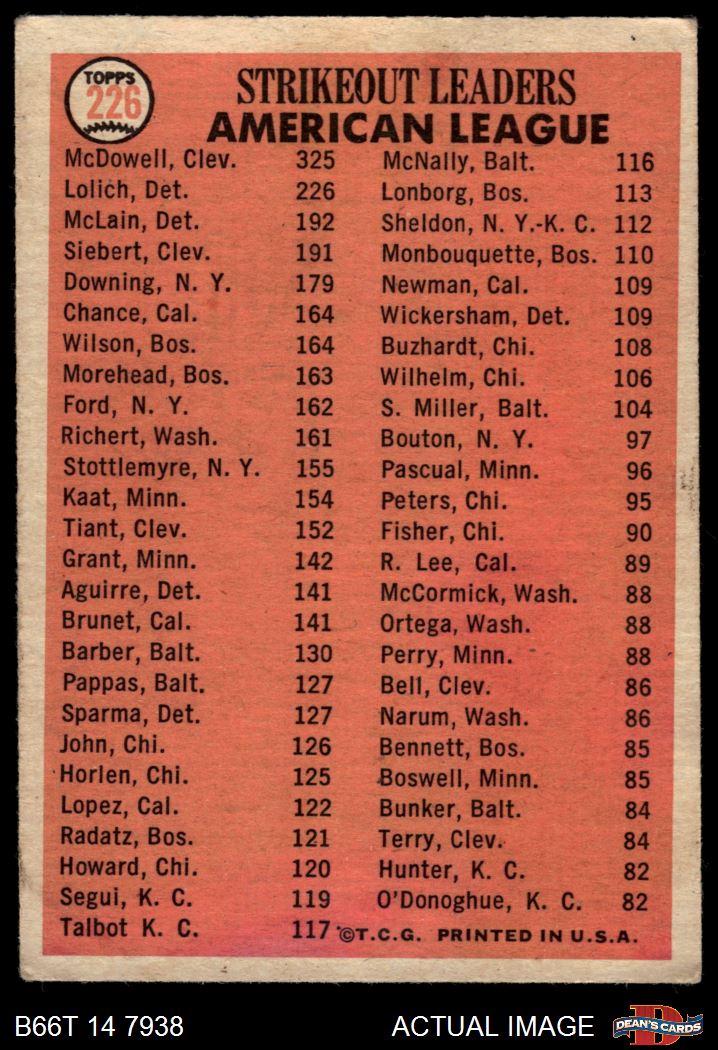 TOPPS
226
STRIKEOUT LEADERS
AMERICAN LEAGUE
McDowell, Clev. 325
Lolich, Det. 226
McLain, Det. 192
Siebert, Clev. 191
Downing, N. Y. 179
Chance, Cal. 164
Wilson, Bos. 164
Morehead, Bos. 163
Ford, N. Y. 162
Richert, Wash. 161
Stottlemyre, N. Y. 155
Kaat, Minn. 154
Tiant, Clev. 152
Grant, Minn. 142
Aguirre, Det. 141
Brunet, Cal. 141
Barber, Balt. 130
Pappas, Balt. 127
Sparma, Det. 127
John, Chi. 126
Horlen, Chi. 125
Lopez, Cal. 122
Radatz, Bos. 121
Howard, Chi. 120
Segui, K. C. 119
Talbot K. C. 117
McNally, Balt. 116
Lonborg, Bos. 113
Sheldon, N. Y.-K. C. 112
Monbouquette, Bos. 110
Newman, Cal. 109
Wickersham, Det. 109
Buzhardt, Chi. 108
Wilhelm, Chi. 106
S. Miller, Balt. 104
Bouton, N. Y. 97
Pascual, Minn. 96
Peters, Chi. 95
Fisher, Chi. 90
R. Lee, Cal. 89
McCormick, Wash. 88
Ortega, Wash. 88
Perry, Minn. 88
Bell, Clev. 86
Narum, Wash. 86
Bennett, Bos. 85
Boswell, Minn. 85
Bunker, Balt. 84
Terry, Clev. 84
Hunter, K. C. 82
O'Donoghue, K. C. 82
©T.C.G. PRINTED IN U.S.A.
B66T 14 7938
ACTUAL IMAGE
DEAN'S CARDS